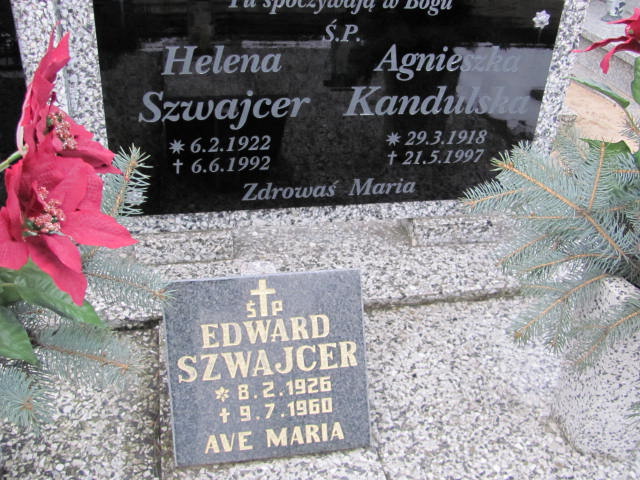 Tu spoczywają w Bogu
Ś.P.
Helena Agnieszka
Szwajcer Kandulska
* 6.2.1922 * 29.3.1918
† 6.6.1992 † 21.5.1997
Zdrowaś Maria
Ś † P
EDWARD
SZWAJCER
* 8.2.1926
† 9.7.1960
AVE MARIA